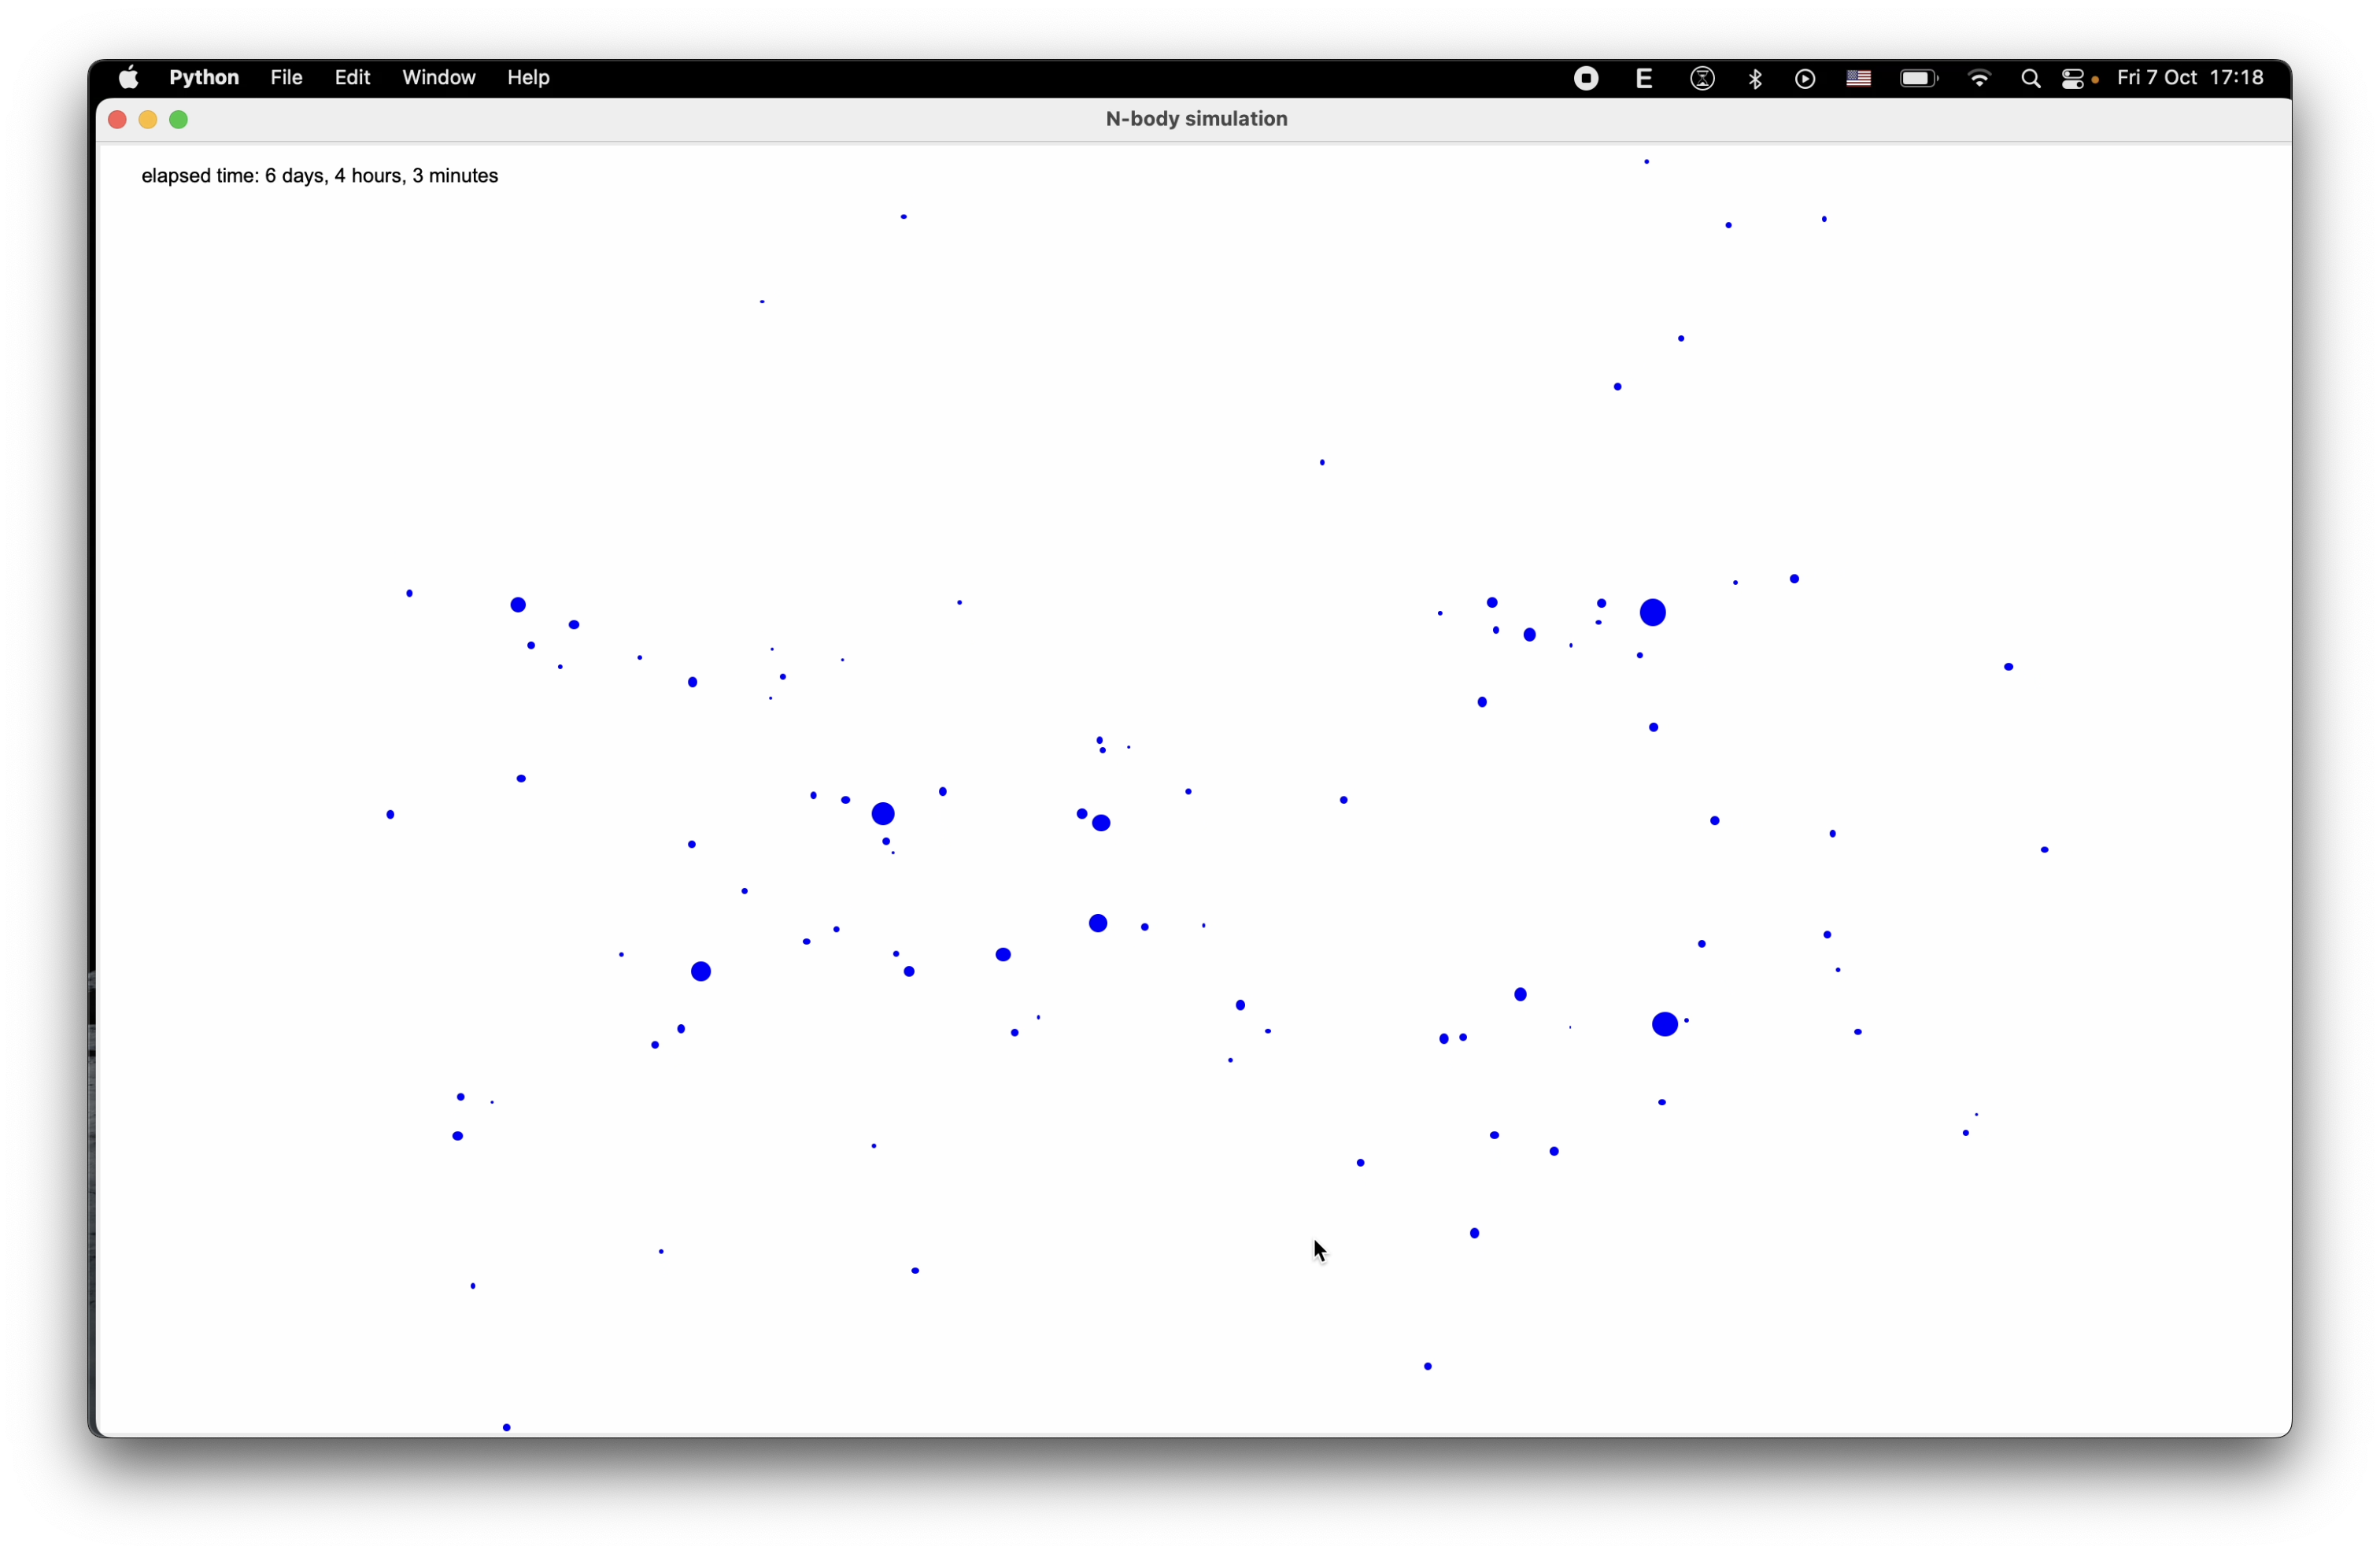 Python File Edit Window Help E Fri 7 Oct 17:18
N-body simulation
elapsed time: 6 days, 4 hours, 3 minutes